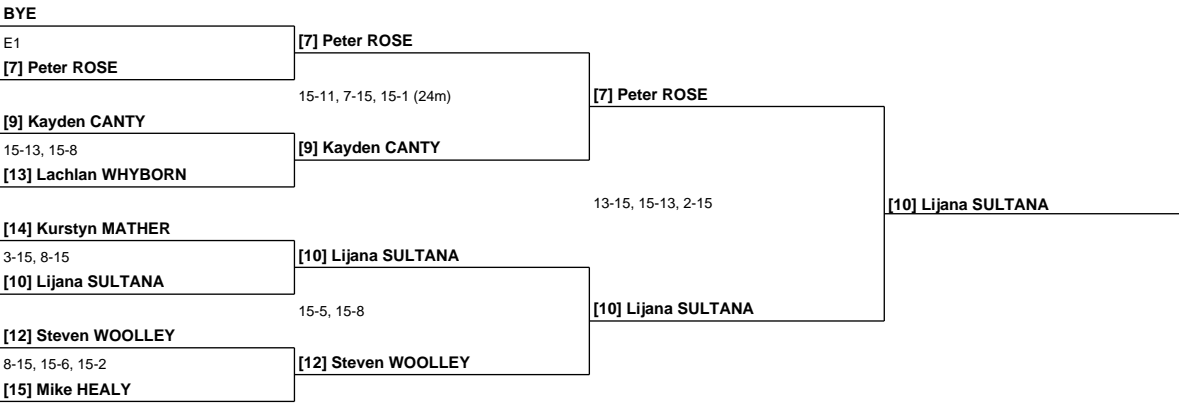 BYE
E1
[7] Peter ROSE
[7] Peter ROSE
15-11, 7-15, 15-1 (24m)
[7] Peter ROSE
[9] Kayden CANTY
15-13, 15-8
[9] Kayden CANTY
[13] Lachlan WHYBORN
13-15, 15-13, 2-15
[10] Lijana SULTANA
[14] Kurstyn MATHER
3-15, 8-15
[10] Lijana SULTANA
[10] Lijana SULTANA
15-5, 15-8
[10] Lijana SULTANA
[12] Steven WOOLLEY
8-15, 15-6, 15-2
[12] Steven WOOLLEY
[15] Mike HEALY